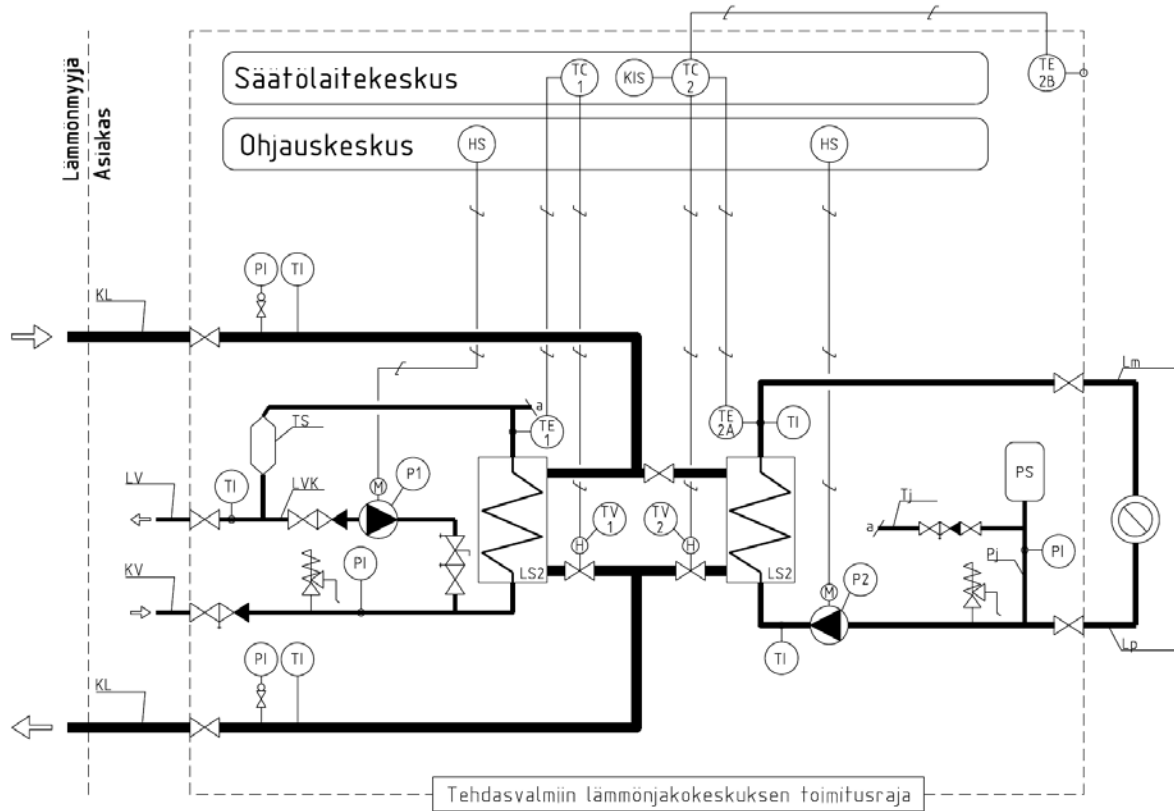 Lämmönmyyjä
Asiakas
Säätölaitekeskus
TC 1
KIS
TC 2
TE 2B
Ohjauskeskus
HS
HS
PI
TI
KL
Lm
a
TE 1
TE 2A
TI
TS
PS
LV
TI
LVK
M
P1
TV 1
TV 2
Tj
a
H
H
PI
KV
PI
LS2
LS2
M
P2
Pj
TI
Lp
PI
TI
KL
Tehdasvalmiin lämmönjakokeskuksen toimitusraja